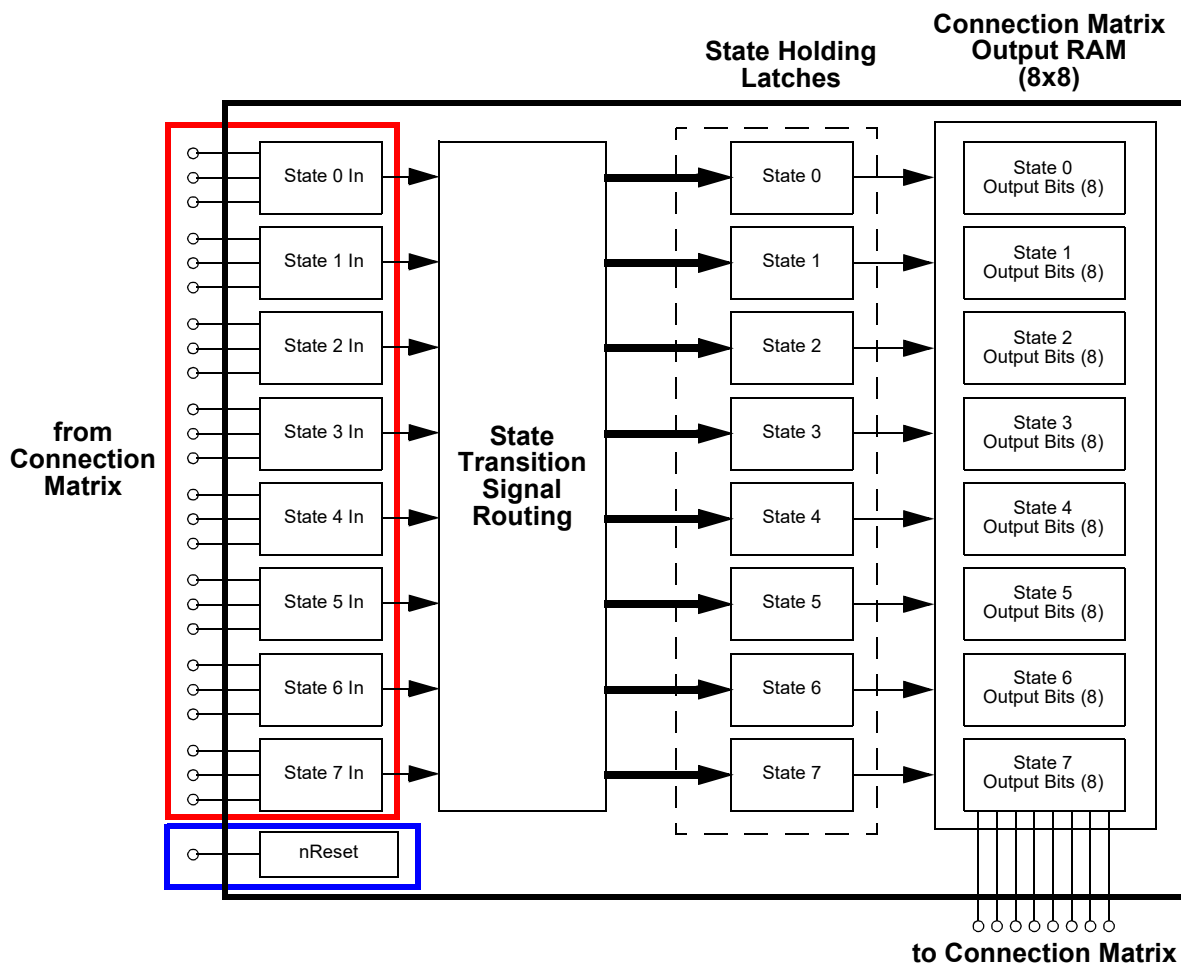 Connection Matrix
Output RAM
(8x8)
State Holding
Latches
from
Connection
Matrix
State 0 In
State 1 In
State 2 In
State 3 In
State 4 In
State 5 In
State 6 In
State 7 In
nReset
State
Transition
Signal
Routing
State 0
State 1
State 2
State 3
State 4
State 5
State 6
State 7
State 0
Output Bits (8)
State 1
Output Bits (8)
State 2
Output Bits (8)
State 3
Output Bits (8)
State 4
Output Bits (8)
State 5
Output Bits (8)
State 6
Output Bits (8)
State 7
Output Bits (8)
to Connection Matrix